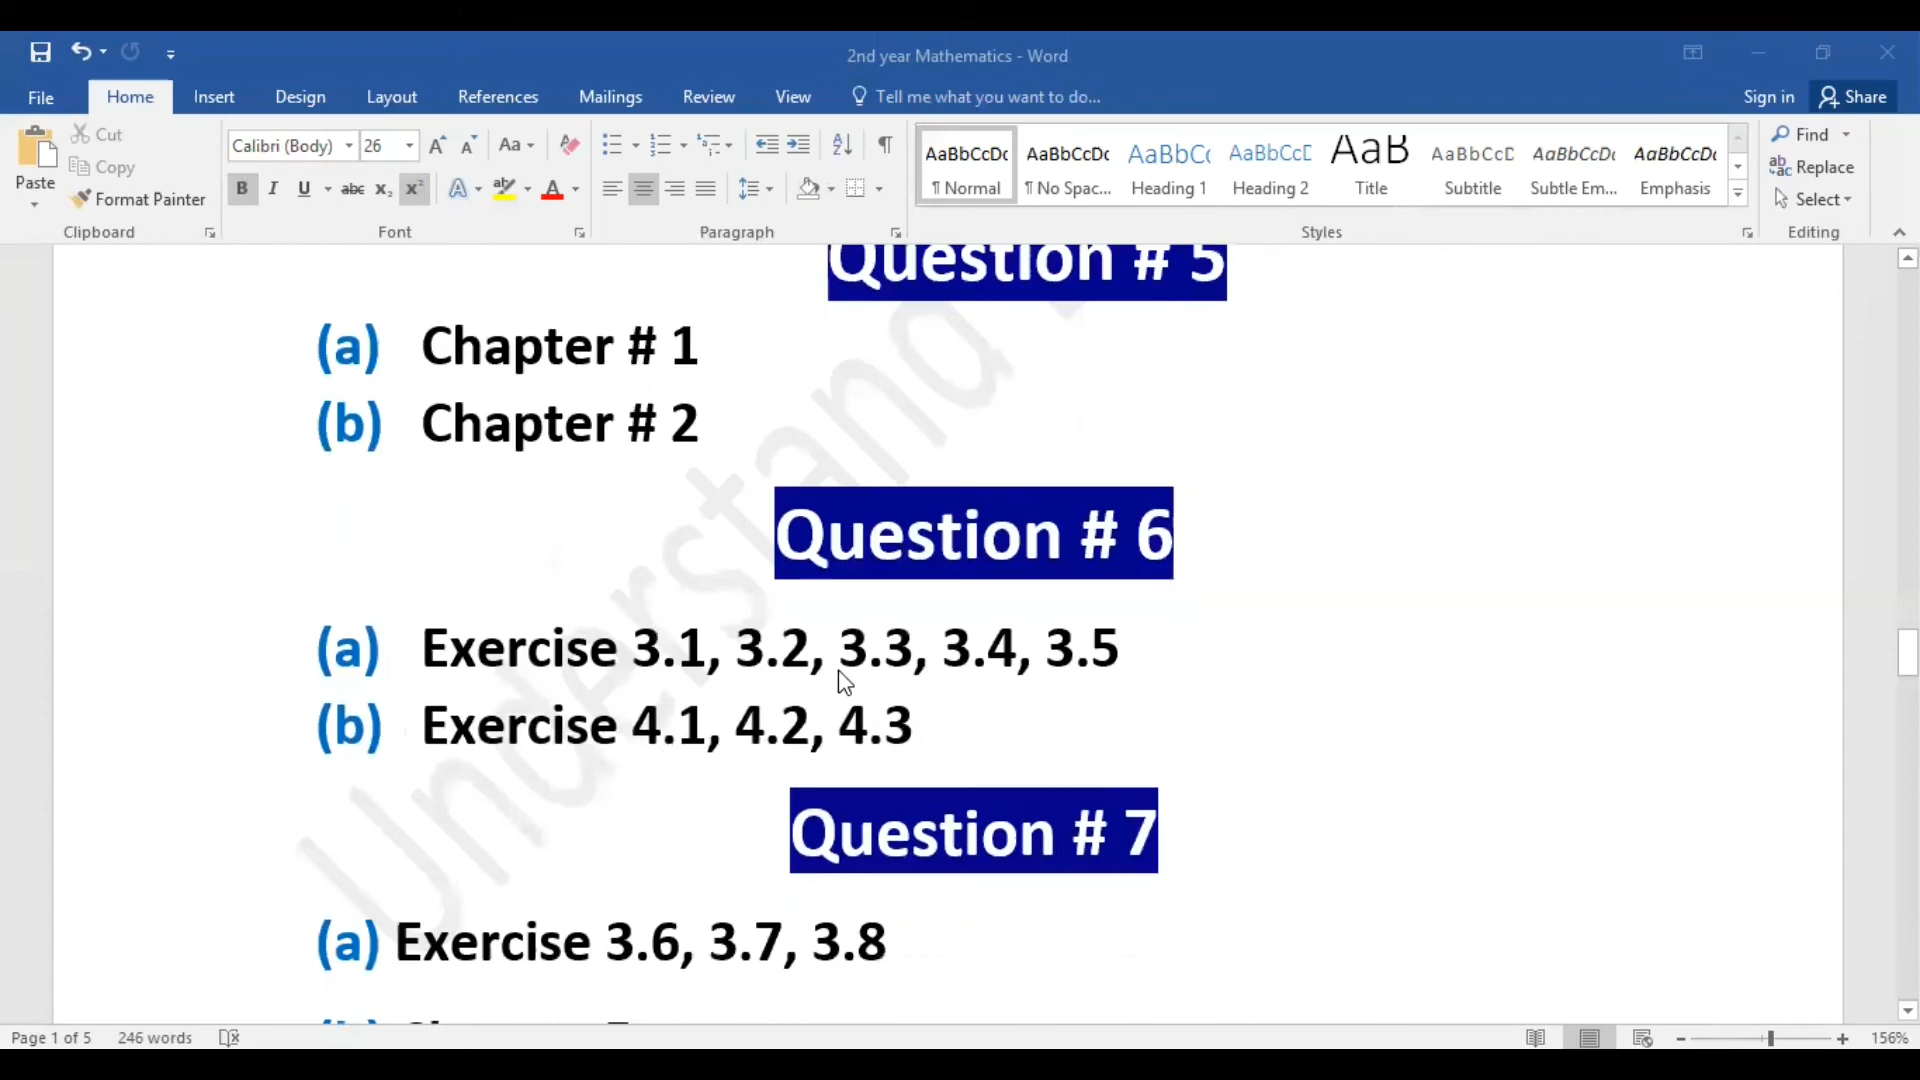 2nd year Mathematics - Word
File Home Insert Design Layout References Mailings Review View Tell me what you want to do... Sign in Share
Cut
Copy
Paste
Format Painter
Clipboard
Calibri (Body) 26
Font
Paragraph
AaBbCcDc AaBbCcDc AaBbC AaBbCcD AaB AaBbCcD AaBbCcDc AaBbCcDc
¶ Normal ¶ No Spac... Heading 1 Heading 2 Title Subtitle Subtle Em... Emphasis
Styles
Find
Replace
Select
Editing
Question # 5
(a) Chapter # 1
(b) Chapter # 2
Question # 6
(a) Exercise 3.1, 3.2, 3.3, 3.4, 3.5
(b) Exercise 4.1, 4.2, 4.3
Question # 7
(a) Exercise 3.6, 3.7, 3.8
Understand
Page 1 of 5 246 words 156%